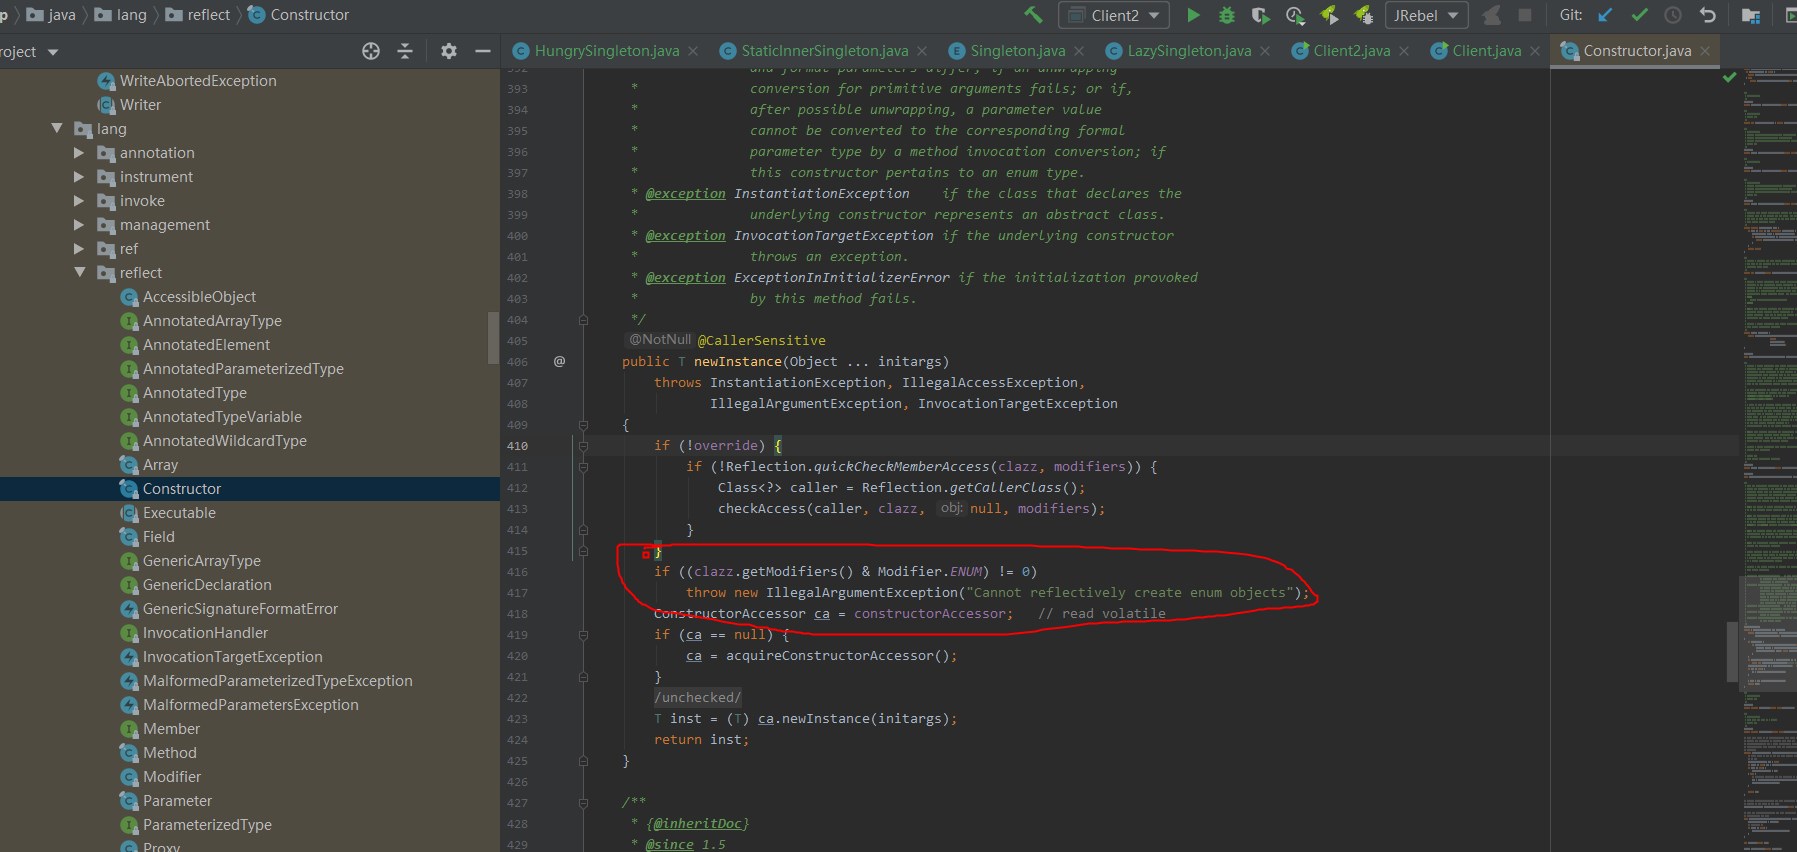 p java lang reflect Constructor Client2 JRebel Git:
roject HungrySingleton.java StaticInnerSingleton.java Singleton.java LazySingleton.java Client2.java Client.java Constructor.java
WriteAbortedException
Writer
lang
annotation
instrument
invoke
management
ref
reflect
AccessibleObject
AnnotatedArrayType
AnnotatedElement
AnnotatedParameterizedType
AnnotatedType
AnnotatedTypeVariable
AnnotatedWildcardType
Array
Constructor
Executable
Field
GenericArrayType
GenericDeclaration
GenericSignatureFormatError
InvocationHandler
InvocationTargetException
MalformedParameterizedTypeException
MalformedParametersException
Member
Method
Modifier
Parameter
ParameterizedType
Proxy
392 and formal parameters differ; if an unwrapping
393 * conversion for primitive arguments fails; or if,
394 * after possible unwrapping, a parameter value
395 * cannot be converted to the corresponding formal
396 * parameter type by a method invocation conversion; if
397 * this constructor pertains to an enum type.
398 * @exception InstantiationException if the class that declares the
399 * underlying constructor represents an abstract class.
400 * @exception InvocationTargetException if the underlying constructor
401 * throws an exception.
402 * @exception ExceptionInInitializerError if the initialization provoked
403 * by this method fails.
404 */
405 @NotNull @CallerSensitive
406 @ public T newInstance(Object ... initargs)
407 throws InstantiationException, IllegalAccessException,
408 IllegalArgumentException, InvocationTargetException
409 {
410 if (!override) {
411 if (!Reflection.quickCheckMemberAccess(clazz, modifiers)) {
412 Class<?> caller = Reflection.getCallerClass();
413 checkAccess(caller, clazz, obj: null, modifiers);
414 }
415 }
416 if ((clazz.getModifiers() & Modifier.ENUM) != 0)
417 throw new IllegalArgumentException("Cannot reflectively create enum objects");
418 ConstructorAccessor ca = constructorAccessor; // read volatile
419 if (ca == null) {
420 ca = acquireConstructorAccessor();
421 }
422 /unchecked/
423 T inst = (T) ca.newInstance(initargs);
424 return inst;
425 }
426
427 /**
428 * {@inheritDoc}
429 * @since 1.5